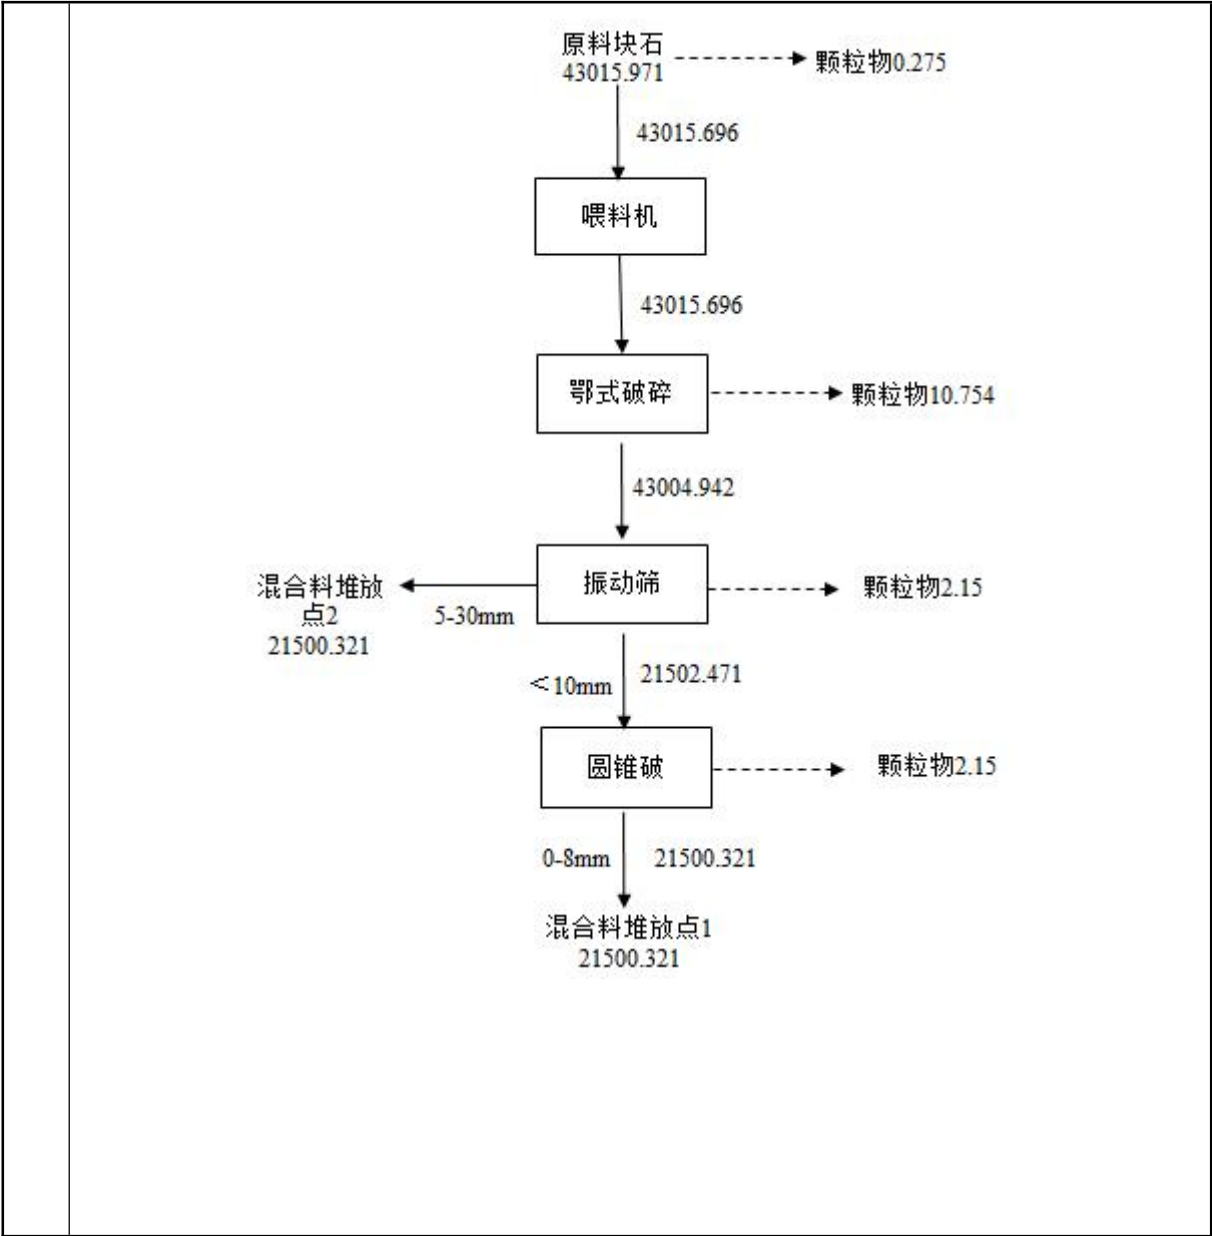 原料块石
43015.971
颗粒物0.275
43015.696
喂料机
43015.696
鄂式破碎
颗粒物10.754
43004.942
振动筛
颗粒物2.15
混合料堆放
点2
21500.321
5-30mm
＜10mm
21502.471
圆锥破
颗粒物2.15
0-8mm
21500.321
混合料堆放点1
21500.321